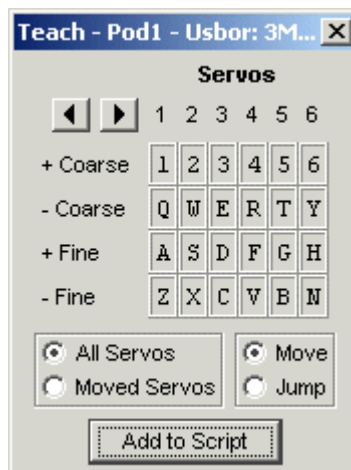 Teach - Pod1 - Usbor: 3M...
Servos
1 2 3 4 5 6
+ Coarse 1 2 3 4 5 6
- Coarse Q W E R T Y
+ Fine A S D F G H
- Fine Z X C V B N
All Servos Move
Moved Servos Jump
Add to Script